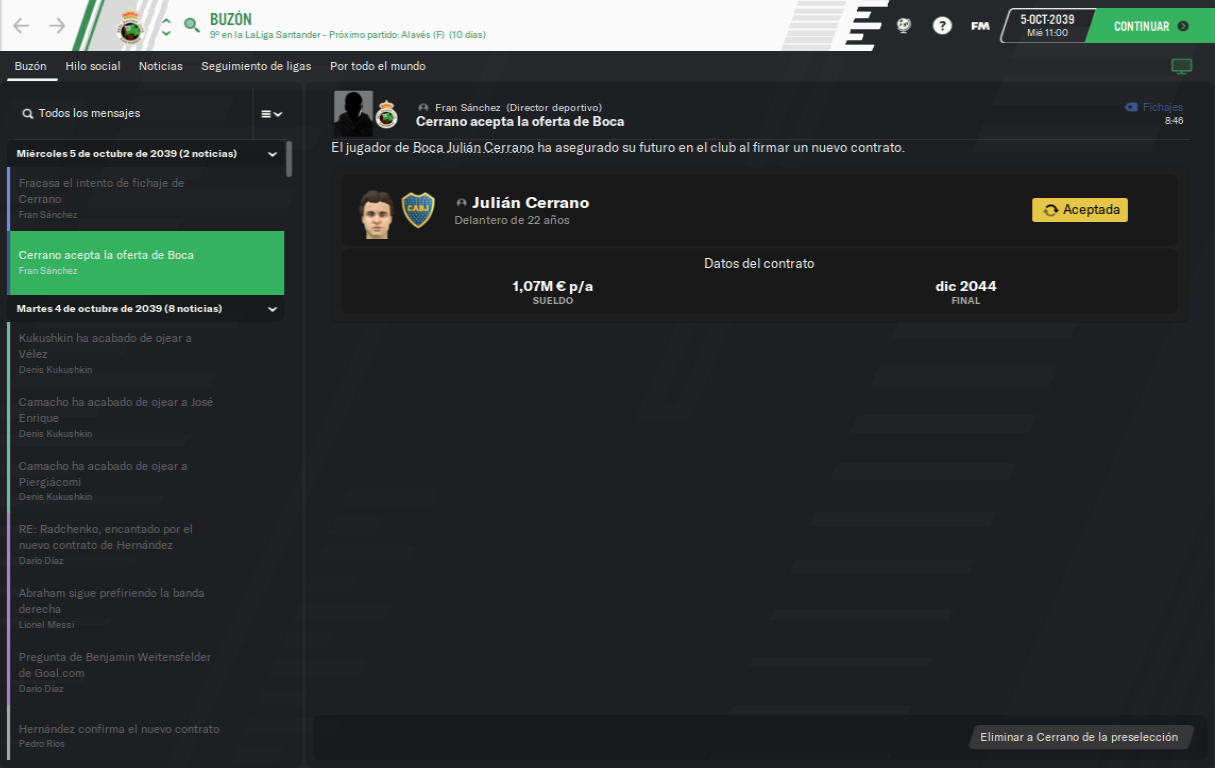 BUZÓN
9º en la LaLiga Santander - Próximo partido: Alavés (F) (10 días)
?
FM
5-OCT-2039
Mié 11:00
CONTINUAR
Buzón
Hilo social
Noticias
Seguimiento de ligas
Por todo el mundo
Todos los mensajes
Miércoles 5 de octubre de 2039 (2 noticias)
Fracasa el intento de fichaje de
Cerrano
Fran Sánchez
Cerrano acepta la oferta de Boca
Fran Sánchez
Martes 4 de octubre de 2039 (8 noticias)
Kukushkin ha acabado de ojear a
Vélez
Denis Kukushkin
Camacho ha acabado de ojear a José
Enrique
Denis Kukushkin
Camacho ha acabado de ojear a
Piergiácomi
Denis Kukushkin
RE: Radchenko, encantado por el
nuevo contrato de Hernández
Darío Díaz
Abraham sigue prefiriendo la banda
derecha
Lionel Messi
Pregunta de Benjamin Weitensfelder
de Goal.com
Darío Díaz
Hernández confirma el nuevo contrato
Pedro Ríos
Fran Sánchez (Director deportivo)
Cerrano acepta la oferta de Boca
Fichajes
8:46
El jugador de Boca Julián Cerrano ha asegurado su futuro en el club al firmar un nuevo contrato.
CABJ
Julián Cerrano
Delantero de 22 años
Aceptada
Datos del contrato
1,07M € p/a
SUELDO
dic 2044
FINAL
Eliminar a Cerrano de la preselección